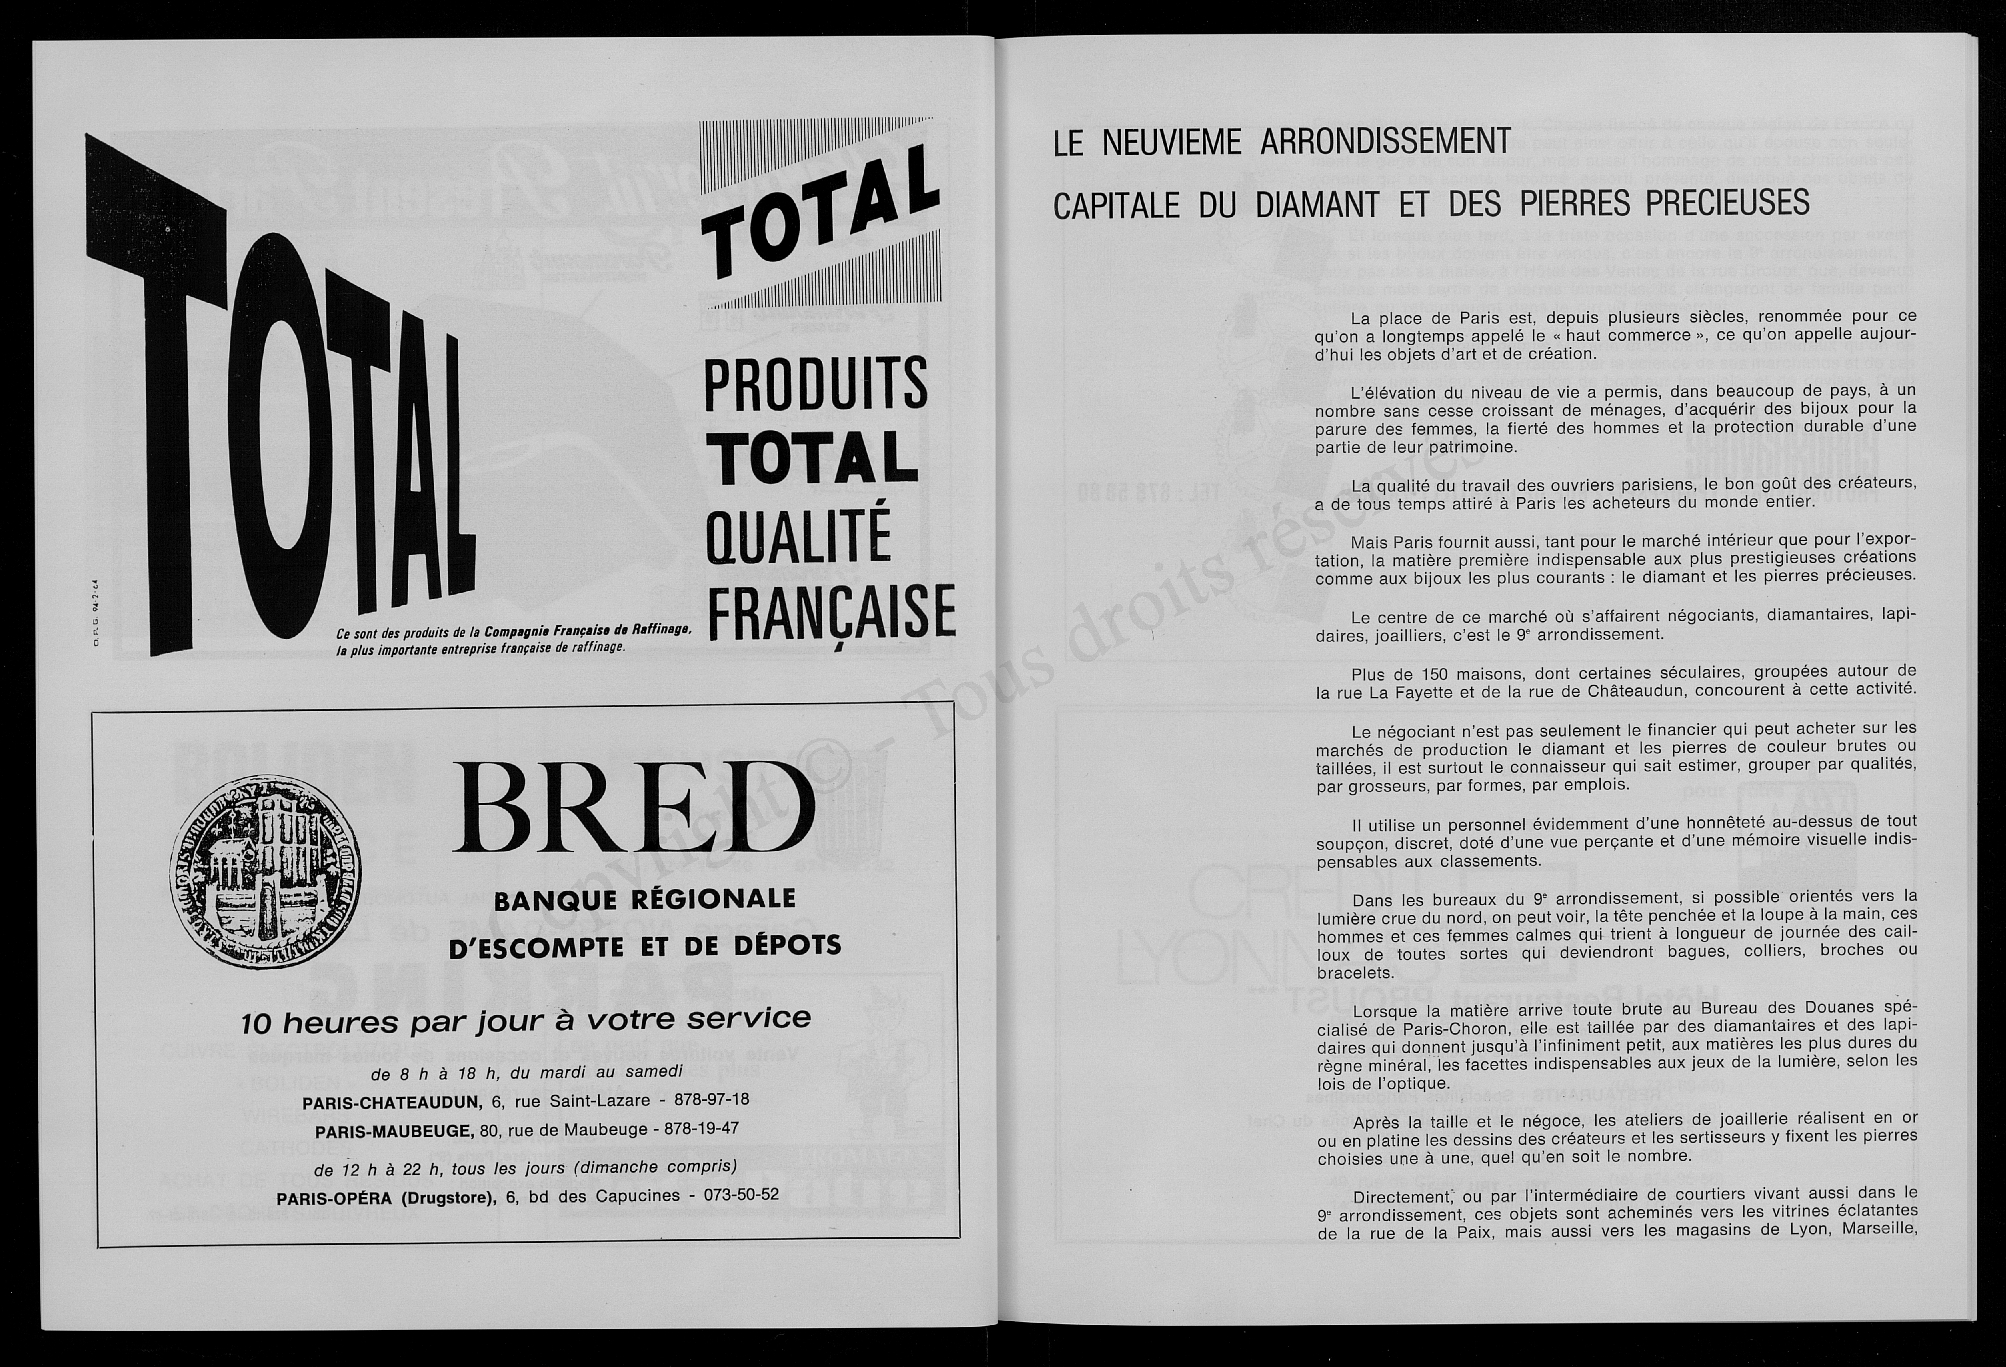 TOTAL
TOTAL
PRODUITS
TOTAL
QUALITÉ
FRANÇAISE
D.P.G. 94-2-64
Ce sont des produits de la Compagnie Française de Raffinage,
la plus importante entreprise française de raffinage.
BRED
BANQUE RÉGIONALE
D'ESCOMPTE ET DE DÉPOTS
10 heures par jour à votre service
de 8 h à 18 h, du mardi au samedi
PARIS-CHATEAUDUN, 6, rue Saint-Lazare - 878-97-18
PARIS-MAUBEUGE, 80, rue de Maubeuge - 878-19-47
de 12 h à 22 h, tous les jours (dimanche compris)
PARIS-OPÉRA (Drugstore), 6, bd des Capucines - 073-50-52
LE NEUVIEME ARRONDISSEMENT
CAPITALE DU DIAMANT ET DES PIERRES PRECIEUSES
La place de Paris est, depuis plusieurs siècles, renommée pour ce
qu'on a longtemps appelé le « haut commerce », ce qu'on appelle aujour-
d'hui les objets d'art et de création.
L'élévation du niveau de vie a permis, dans beaucoup de pays, à un
nombre sans cesse croissant de ménages, d'acquérir des bijoux pour la
parure des femmes, la fierté des hommes et la protection durable d'une
partie de leur patrimoine.
La qualité du travail des ouvriers parisiens, le bon goût des créateurs,
a de tous temps attiré à Paris les acheteurs du monde entier.
Mais Paris fournit aussi, tant pour le marché intérieur que pour l'expor-
tation, la matière première indispensable aux plus prestigieuses créations
comme aux bijoux les plus courants : le diamant et les pierres précieuses.
Le centre de ce marché où s'affairent négociants, diamantaires, lapi-
daires, joailliers, c'est le 9e arrondissement.
Plus de 150 maisons, dont certaines séculaires, groupées autour de
la rue La Fayette et de la rue de Châteaudun, concourent à cette activité.
Le négociant n'est pas seulement le financier qui peut acheter sur les
marchés de production le diamant et les pierres de couleur brutes ou
taillées, il est surtout le connaisseur qui sait estimer, grouper par qualités,
par grosseurs, par formes, par emplois.
Il utilise un personnel évidemment d'une honnêteté au-dessus de tout
soupçon, discret, doté d'une vue perçante et d'une mémoire visuelle indis-
pensables aux classements.
Dans les bureaux du 9e arrondissement, si possible orientés vers la
lumière crue du nord, on peut voir, la tête penchée et la loupe à la main, ces
hommes et ces femmes calmes qui trient à longueur de journée des cail-
loux de toutes sortes qui deviendront bagues, colliers, broches ou
bracelets.
Lorsque la matière arrive toute brute au Bureau des Douanes spé-
cialisé de Paris-Choron, elle est taillée par des diamantaires et des lapi-
daires qui donnent jusqu'à l'infiniment petit, aux matières les plus dures du
règne minéral, les facettes indispensables aux jeux de la lumière, selon les
lois de l'optique.
Après la taille et le négoce, les ateliers de joaillerie réalisent en or
ou en platine les dessins des créateurs et les sertisseurs y fixent les pierres
choisies une à une, quel qu'en soit le nombre.
Directement, ou par l'intermédiaire de courtiers vivant aussi dans le
9e arrondissement, ces objets sont acheminés vers les vitrines éclatantes
de la rue de la Paix, mais aussi vers les magasins de Lyon, Marseille,
Copyright © - Tous droits réservés